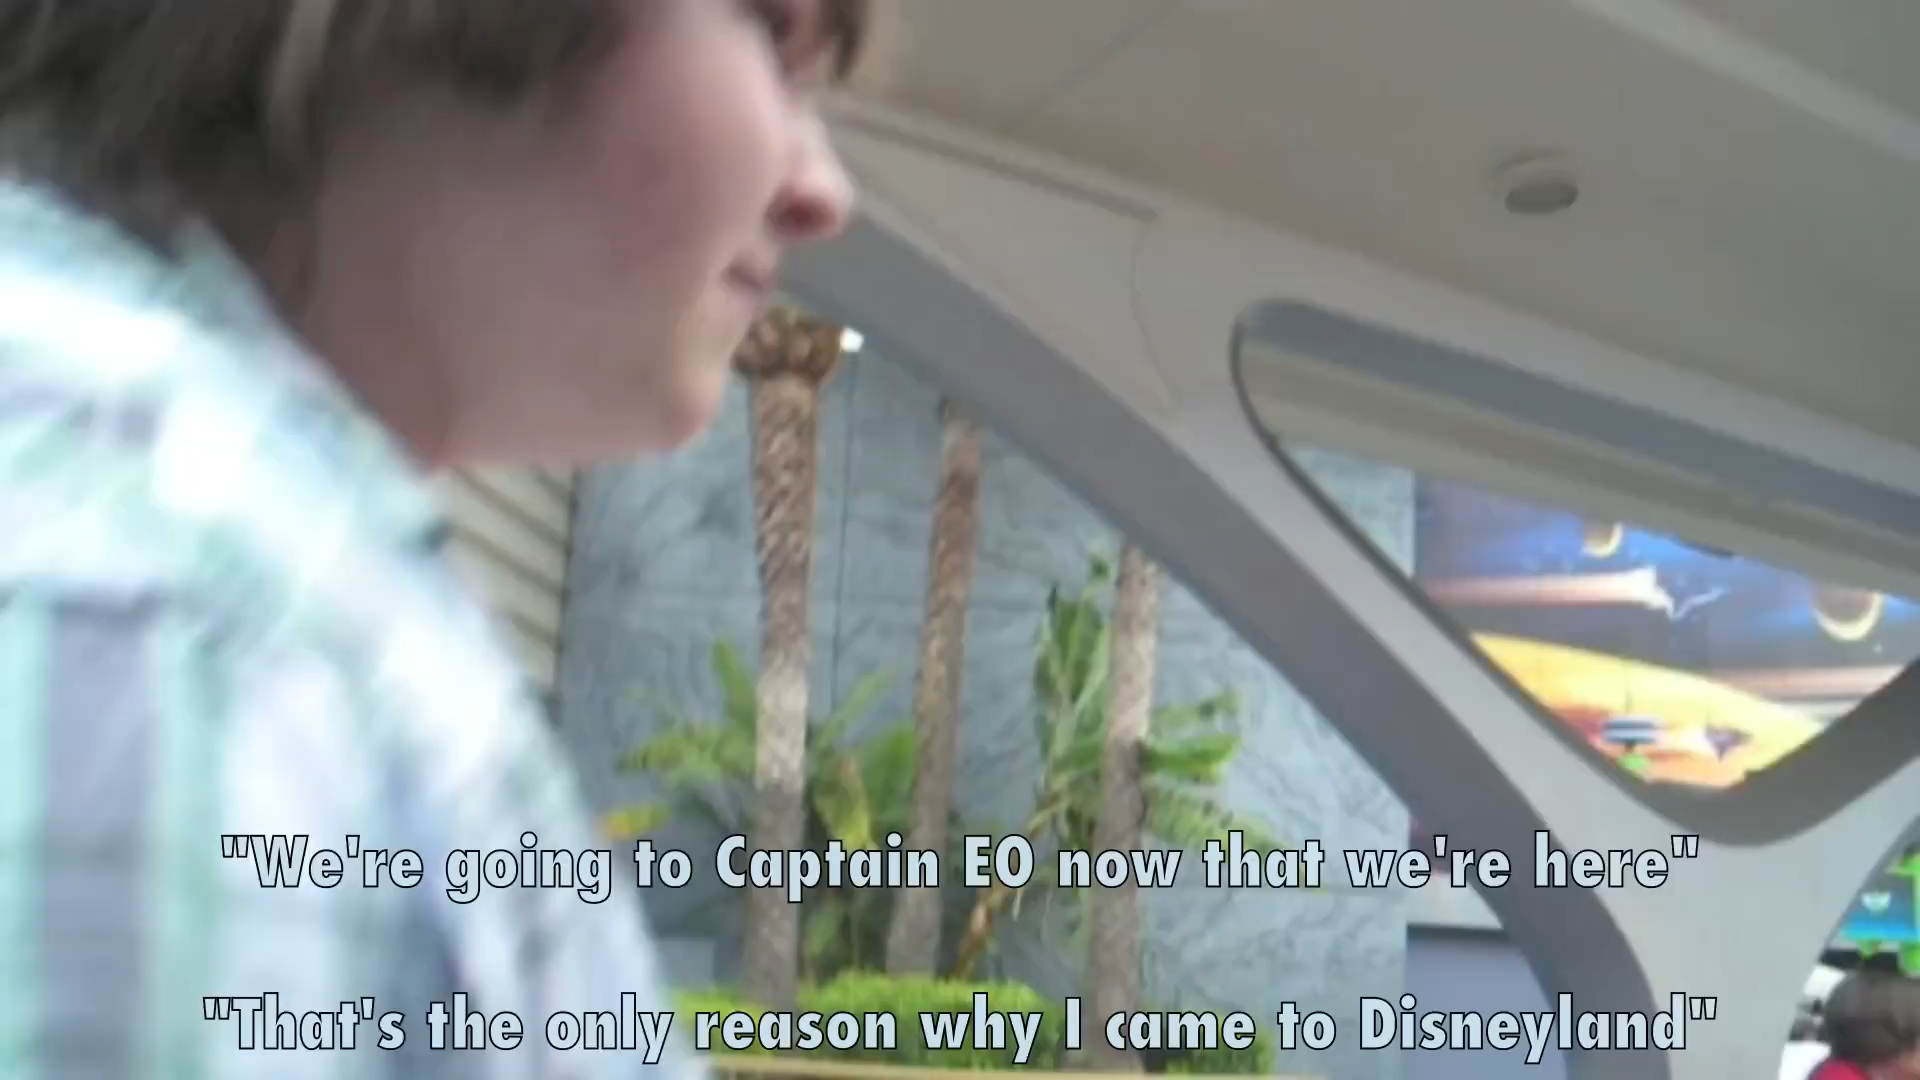 "We're going to Captain EO now that we're here"
"That's the only reason why I came to Disneyland"